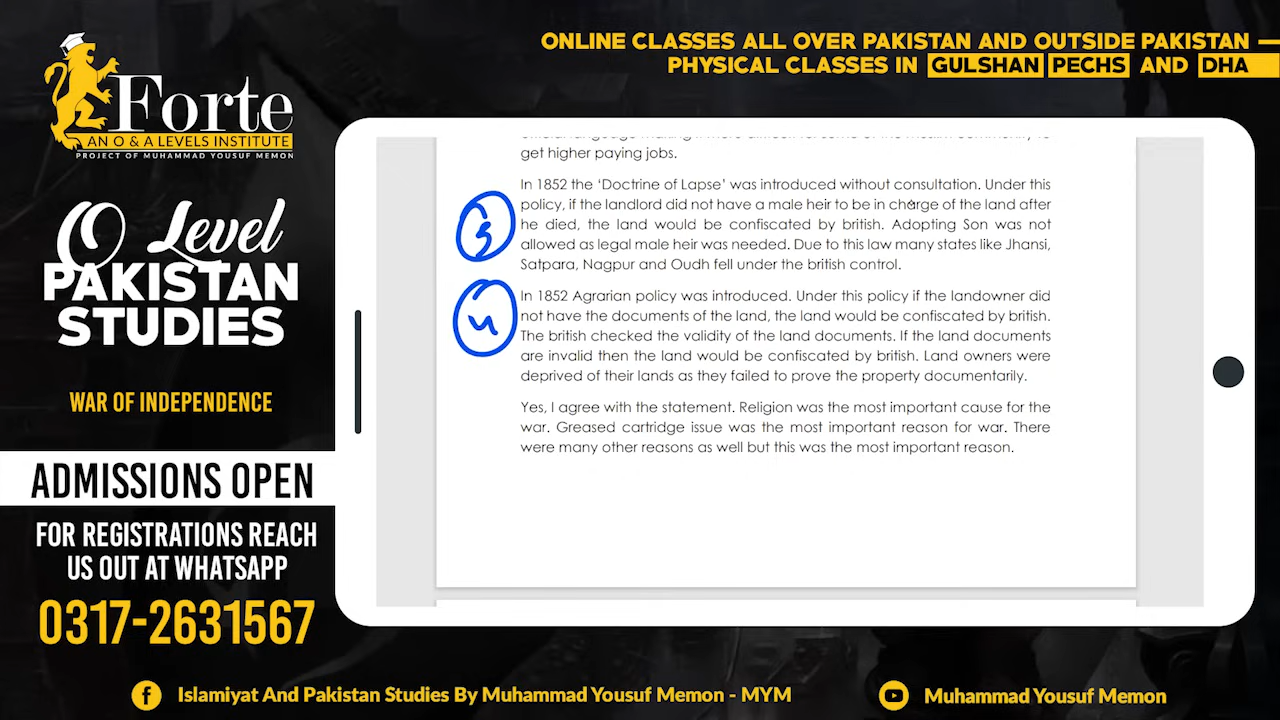 ONLINE CLASSES ALL OVER PAKISTAN AND OUTSIDE PAKISTAN
PHYSICAL CLASSES IN GULSHAN PECHS AND DHA
Forte
AN O & A LEVELS INSTITUTE
PROJECT OF MUHAMMAD YOUSUF MEMON
O Level
PAKISTAN
STUDIES
WAR OF INDEPENDENCE
ADMISSIONS OPEN
FOR REGISTRATIONS REACH
US OUT AT WHATSAPP
0317-2631567
get higher paying jobs.
In 1852 the ‘Doctrine of Lapse’ was introduced without consultation. Under this
policy, if the landlord did not have a male heir to be in charge of the land after
he died, the land would be confiscated by british. Adopting Son was not
allowed as legal male heir was needed. Due to this law many states like Jhansi,
Satpara, Nagpur and Oudh fell under the british control.
In 1852 Agrarian policy was introduced. Under this policy if the landowner did
not have the documents of the land, the land would be confiscated by british.
The british checked the validity of the land documents. If the land documents
are invalid then the land would be confiscated by british. Land owners were
deprived of their lands as they failed to prove the property documentarily.
Yes, I agree with the statement. Religion was the most important cause for the
war. Greased cartridge issue was the most important reason for war. There
were many other reasons as well but this was the most important reason.
Islamiyat And Pakistan Studies By Muhammad Yousuf Memon - MYM
Muhammad Yousuf Memon